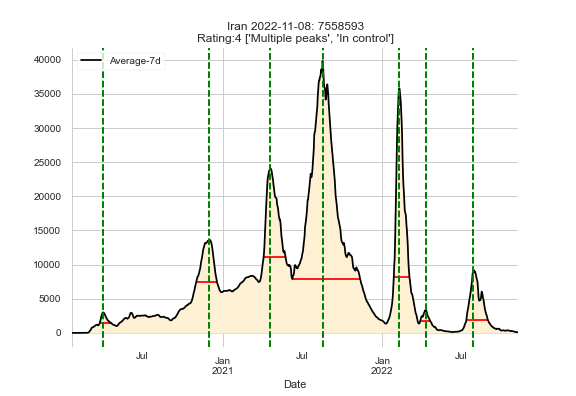 Iran 2022-11-08: 7558593
Rating:4 ['Multiple peaks', 'In control']
Average-7d
40000
35000
30000
25000
20000
15000
10000
5000
0
Jul
Jan
2021
Jul
Jan
2022
Jul
Date